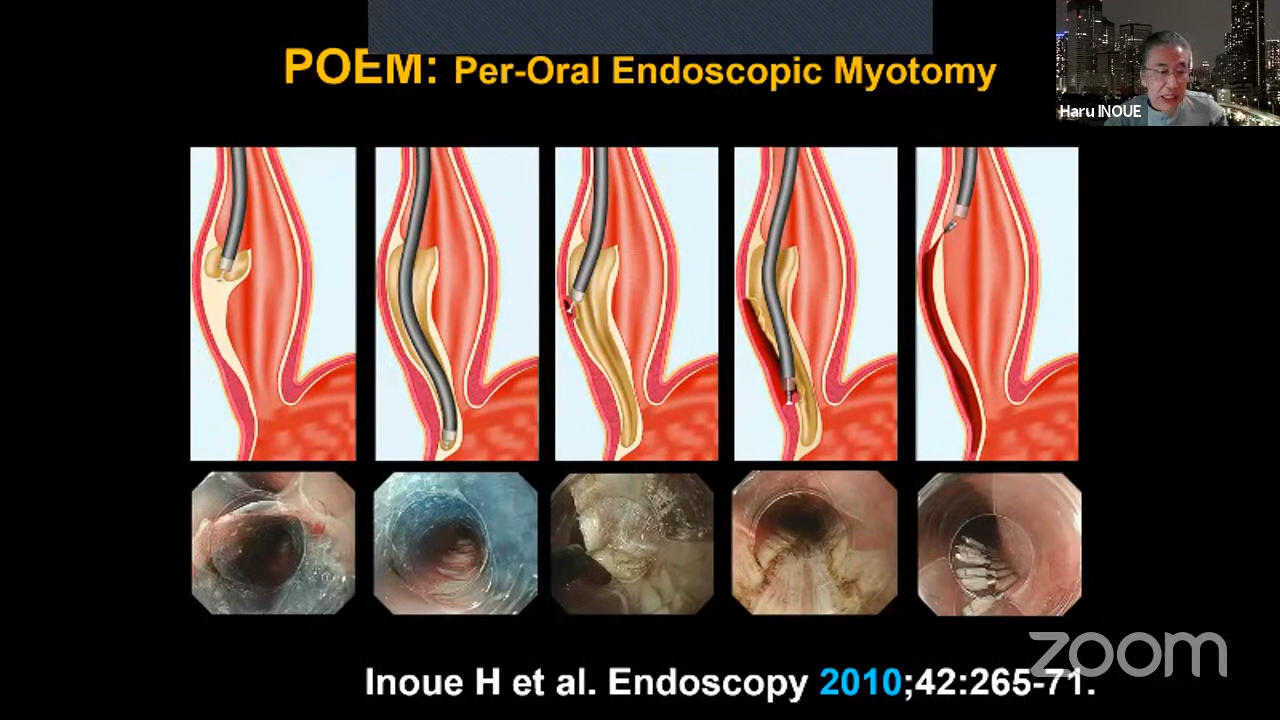 POEM: Per-Oral Endoscopic Myotomy
Haru INOUE
zoom
Inoue H et al. Endoscopy 2010;42:265-71.